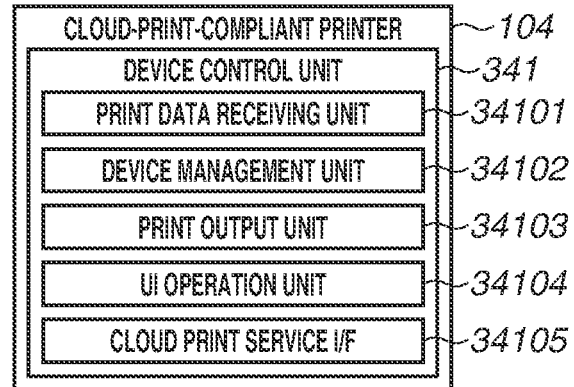 CLOUD-PRINT-COMPLIANT PRINTER 104
DEVICE CONTROL UNIT 341
PRINT DATA RECEIVING UNIT 34101
DEVICE MANAGEMENT UNIT 34102
PRINT OUTPUT UNIT 34103
UI OPERATION UNIT 34104
CLOUD PRINT SERVICE I/F 34105